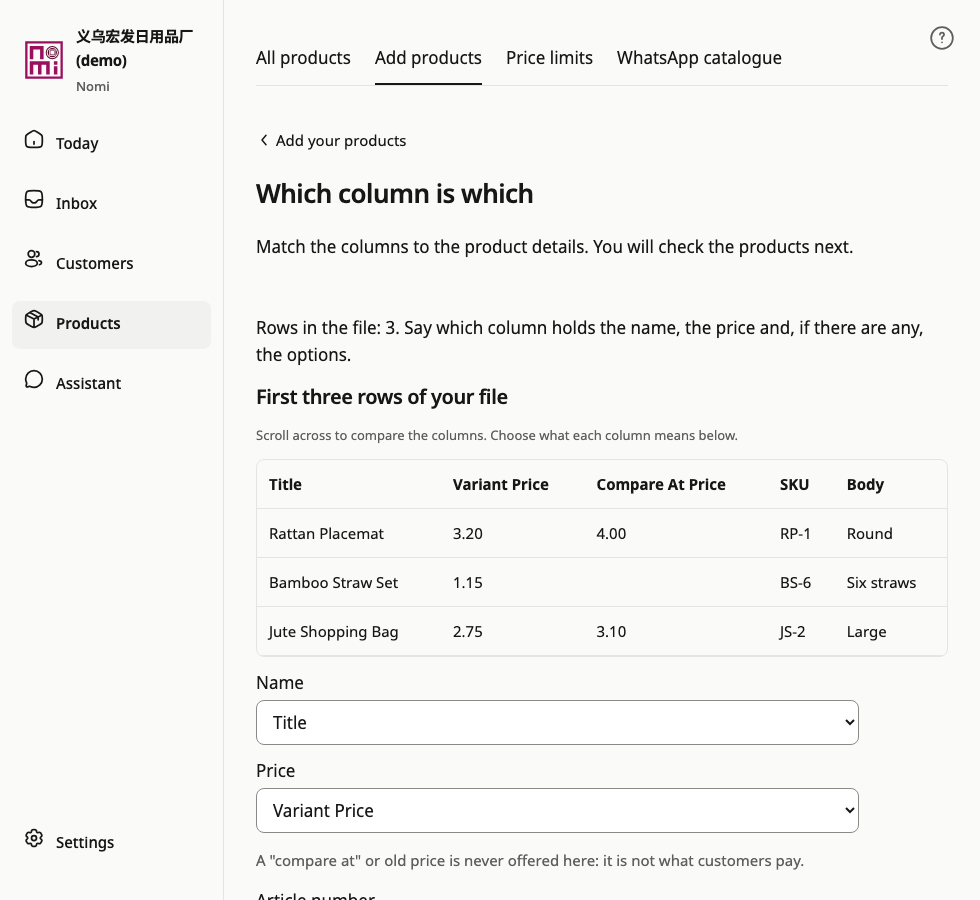 nomi
义乌宏发日用品厂
(demo)
Nomi
Today
Inbox
Customers
Products
Assistant
Settings
All products
Add products
Price limits
WhatsApp catalogue
?
Add your products
Which column is which
Match the columns to the product details. You will check the products next.
Rows in the file: 3. Say which column holds the name, the price and, if there are any,
the options.
First three rows of your file
Scroll across to compare the columns. Choose what each column means below.
Title Variant Price Compare At Price SKU Body
Rattan Placemat 3.20 4.00 RP-1 Round
Bamboo Straw Set 1.15 BS-6 Six straws
Jute Shopping Bag 2.75 3.10 JS-2 Large
Name
Title
Price
Variant Price
A "compare at" or old price is never offered here: it is not what customers pay.
Article number